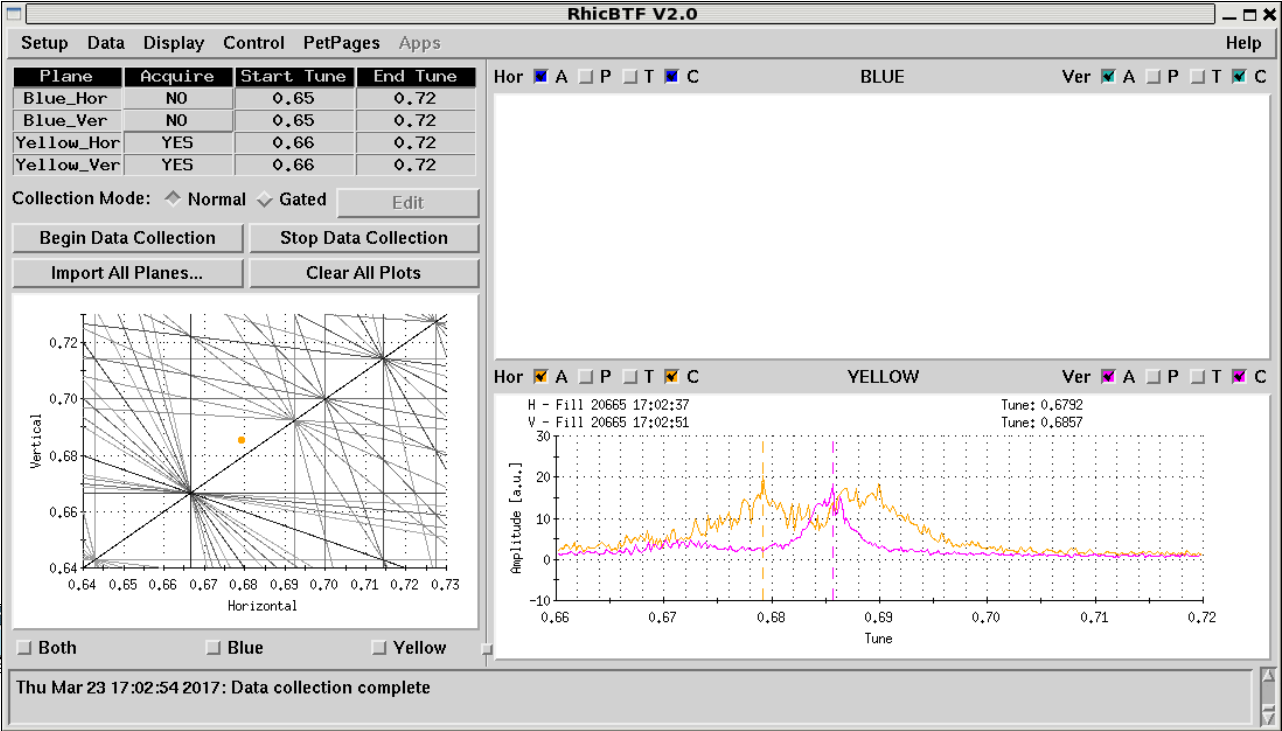 RhicBTF V2.0
Setup Data Display Control PetPages Apps Help
Plane Acquire Start Tune End Tune
Blue_Hor NO 0.65 0.72
Blue_Ver NO 0.65 0.72
Yellow_Hor YES 0.66 0.72
Yellow_Ver YES 0.66 0.72
Collection Mode: Normal Gated Edit
Begin Data Collection Stop Data Collection
Import All Planes... Clear All Plots
0.72
0.70
0.68
0.66
0.64
Vertical
0.64 0.65 0.66 0.67 0.68 0.69 0.70 0.71 0.72 0.73
Horizontal
Both Blue Yellow
Hor A P T C BLUE Ver A P T C
Hor A P T C YELLOW Ver A P T C
H - Fill 20665 17:02:37 Tune: 0.6792
V - Fill 20665 17:02:51 Tune: 0.6857
30
20
10
0
-10
Amplitude [a.u.]
0.66 0.67 0.68 0.69 0.70 0.71 0.72
Tune
Thu Mar 23 17:02:54 2017: Data collection complete